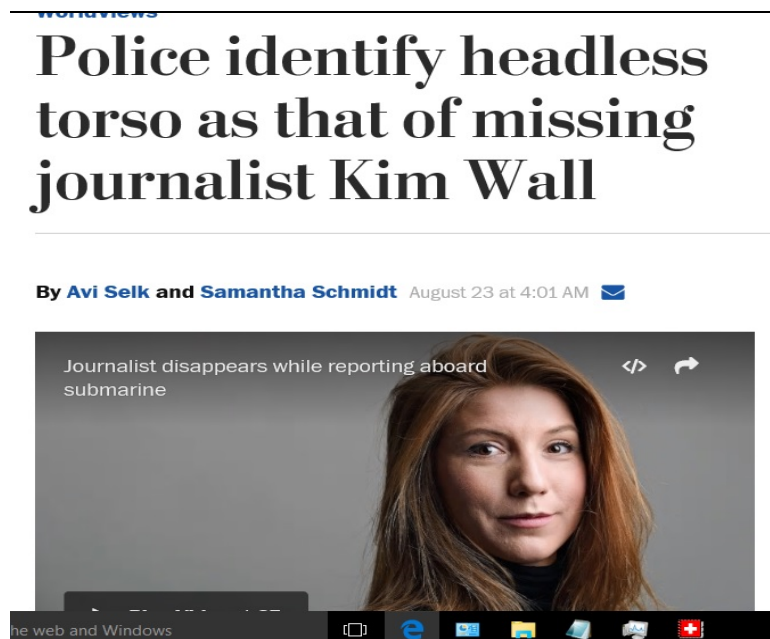 WorldViews
Police identify headless
torso as that of missing
journalist Kim Wall
By Avi Selk and Samantha Schmidt August 23 at 4:01 AM
Journalist disappears while reporting aboard
submarine
he web and Windows